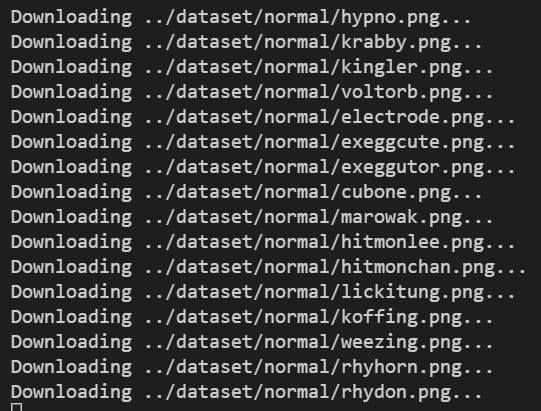 Downloading ../dataset/normal/hypno.png...
Downloading ../dataset/normal/krabby.png...
Downloading ../dataset/normal/kingler.png...
Downloading ../dataset/normal/voltorb.png...
Downloading ../dataset/normal/electrode.png...
Downloading ../dataset/normal/exeggcute.png...
Downloading ../dataset/normal/exeggutor.png...
Downloading ../dataset/normal/cubone.png...
Downloading ../dataset/normal/marowak.png...
Downloading ../dataset/normal/hitmonlee.png...
Downloading ../dataset/normal/hitmonchan.png...
Downloading ../dataset/normal/lickitung.png...
Downloading ../dataset/normal/koffing.png...
Downloading ../dataset/normal/weezing.png...
Downloading ../dataset/normal/rhyhorn.png...
Downloading ../dataset/normal/rhydon.png...